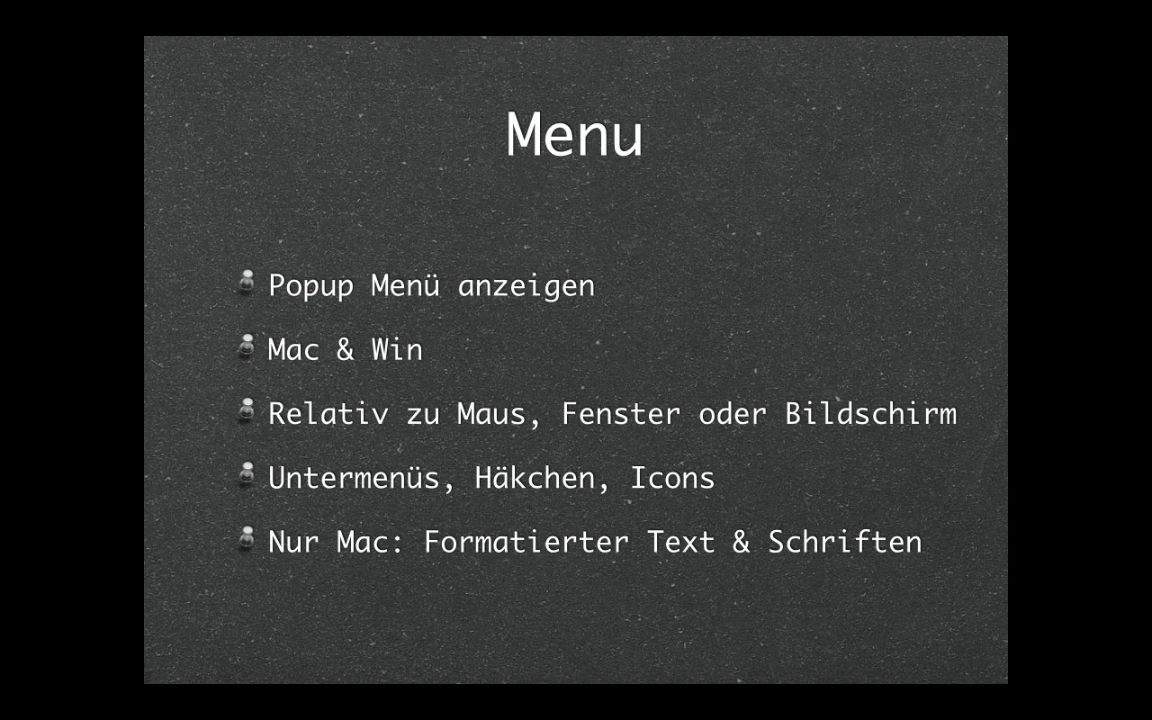 Menu
Popup Menü anzeigen
Mac & Win
Relativ zu Maus, Fenster oder Bildschirm
Untermenüs, Häkchen, Icons
Nur Mac: Formatierter Text & Schriften